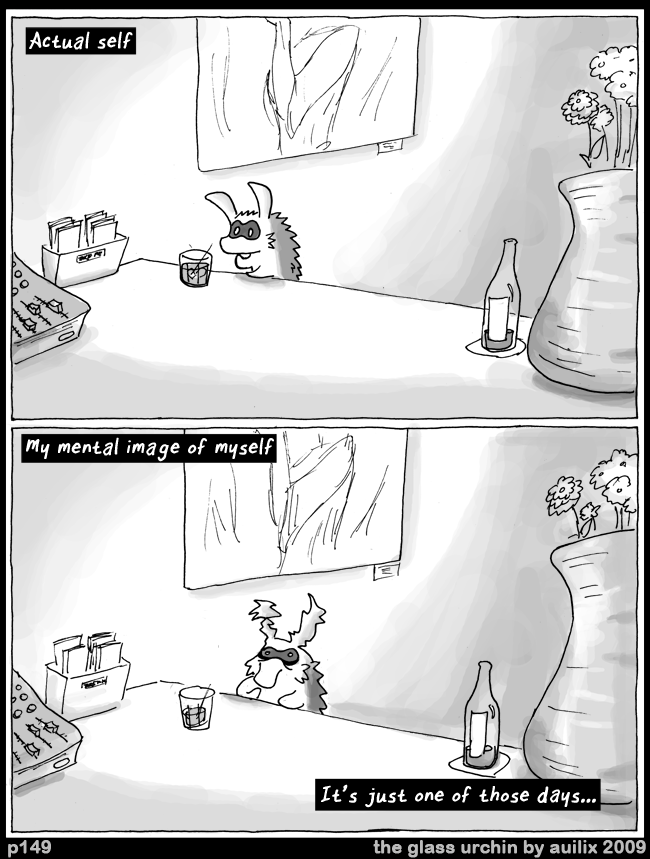 Actual self
My mental image of myself
It's just one of those days...
p149
the glass urchin by auilix 2009